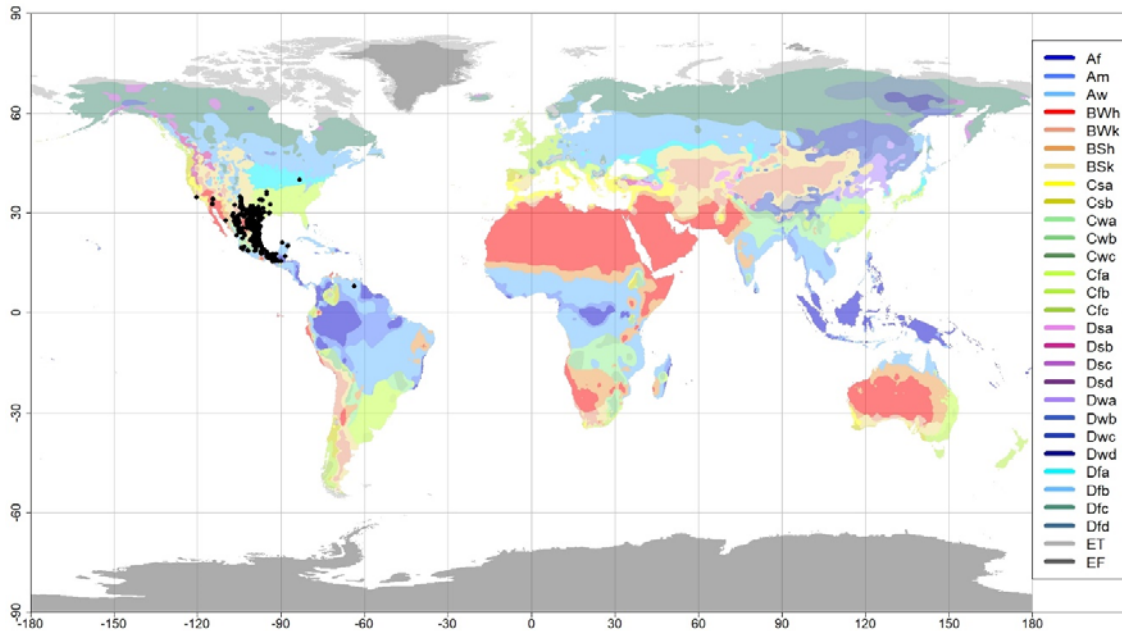 90
60
30
0
-30
-60
-90
-180
-150
-120
-90
-60
-30
0
30
60
90
120
150
180
Af
Am
Aw
BWh
BWk
BSh
BSk
Csa
Csb
Cwa
Cwb
Cwc
Cfa
Cfb
Cfc
Dsa
Dsb
Dsc
Dsd
Dwa
Dwb
Dwc
Dwd
Dfa
Dfb
Dfc
Dfd
ET
EF